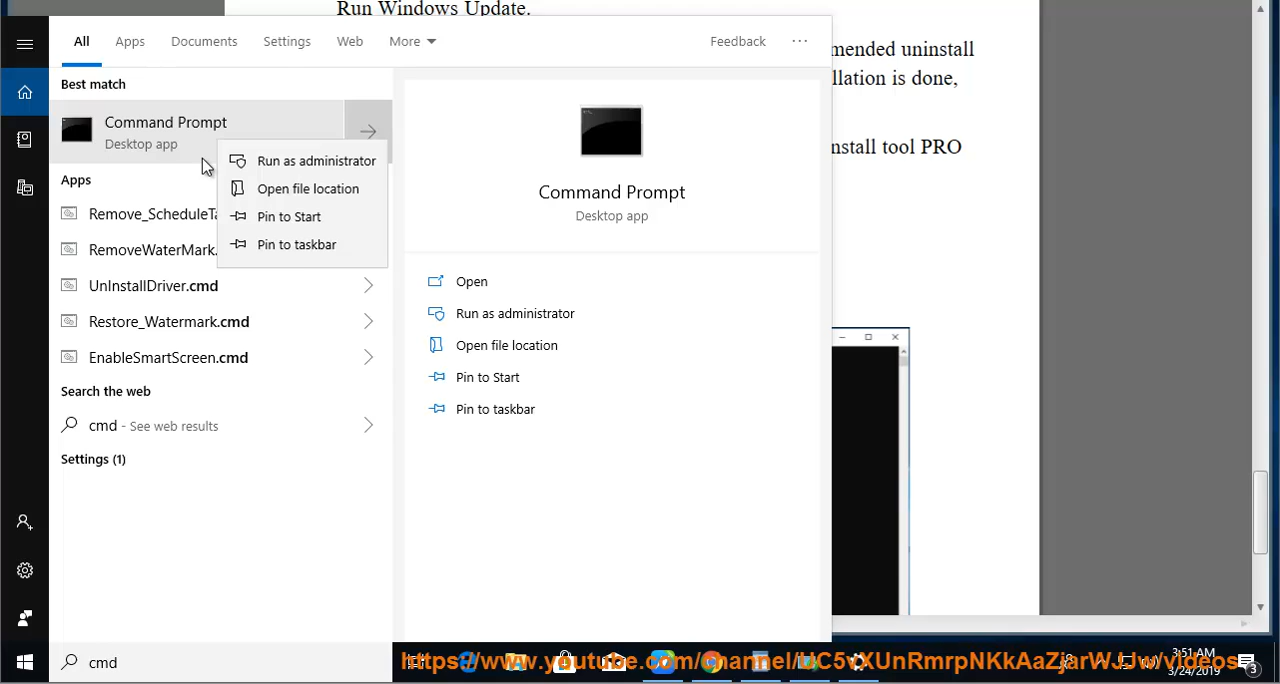 Run Windows Update.
All Apps Documents Settings Web More Feedback ...
mended uninstall
llation is done,
nstall tool PRO
Best match
Command Prompt
Desktop app
Run as administrator
Open file location
Pin to Start
Pin to taskbar
Apps
Remove_ScheduleTa
RemoveWaterMark.
UnInstallDriver.cmd
Restore_Watermark.cmd
EnableSmartScreen.cmd
Search the web
cmd - See web results
Settings (1)
Command Prompt
Desktop app
Open
Run as administrator
Open file location
Pin to Start
Pin to taskbar
cmd
3:51 AM
3/24/2019
3